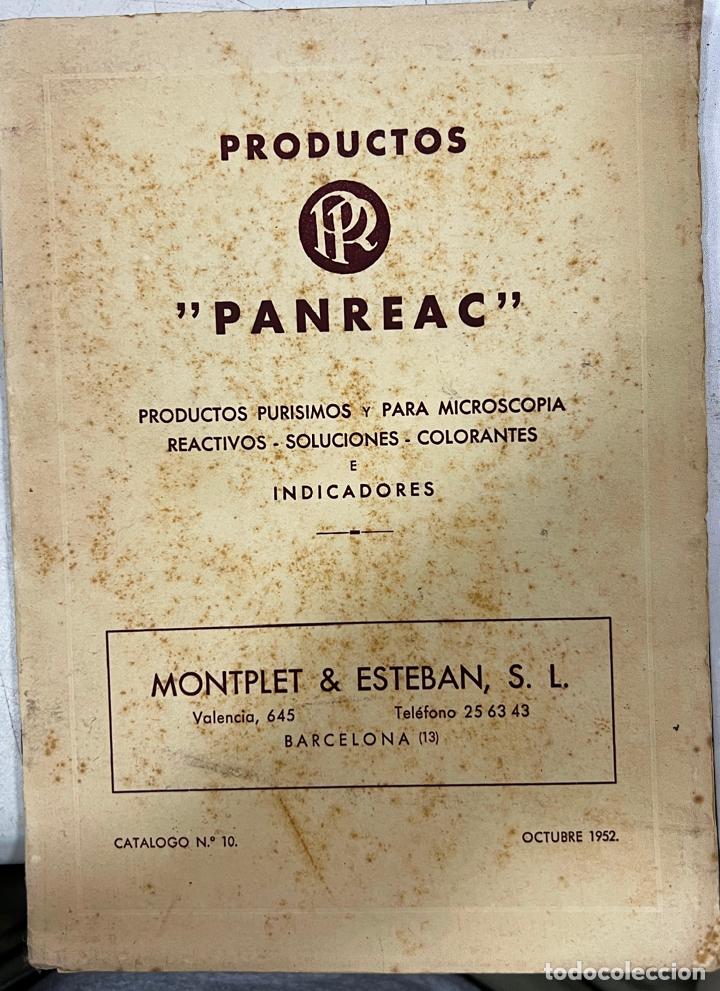 PRODUCTOS
PR
"PANREAC"
PRODUCTOS PURISIMOS Y PARA MICROSCOPIA
REACTIVOS - SOLUCIONES - COLORANTES
E
INDICADORES
MONTPLET & ESTEBAN, S. L.
Valencia, 645 Teléfono 25 63 43
BARCELONA (13)
CATALOGO N.º 10. OCTUBRE 1952.
todocoleccion